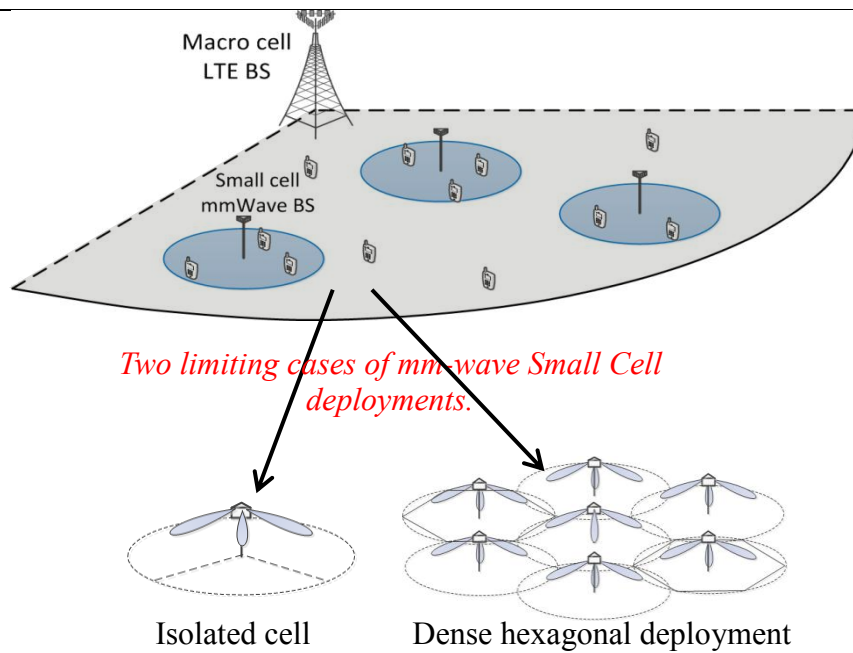 Macro cell
LTE BS
Small cell
mmWave BS
Two limiting cases of mm-wave Small Cell
deployments.
Isolated cell
Dense hexagonal deployment